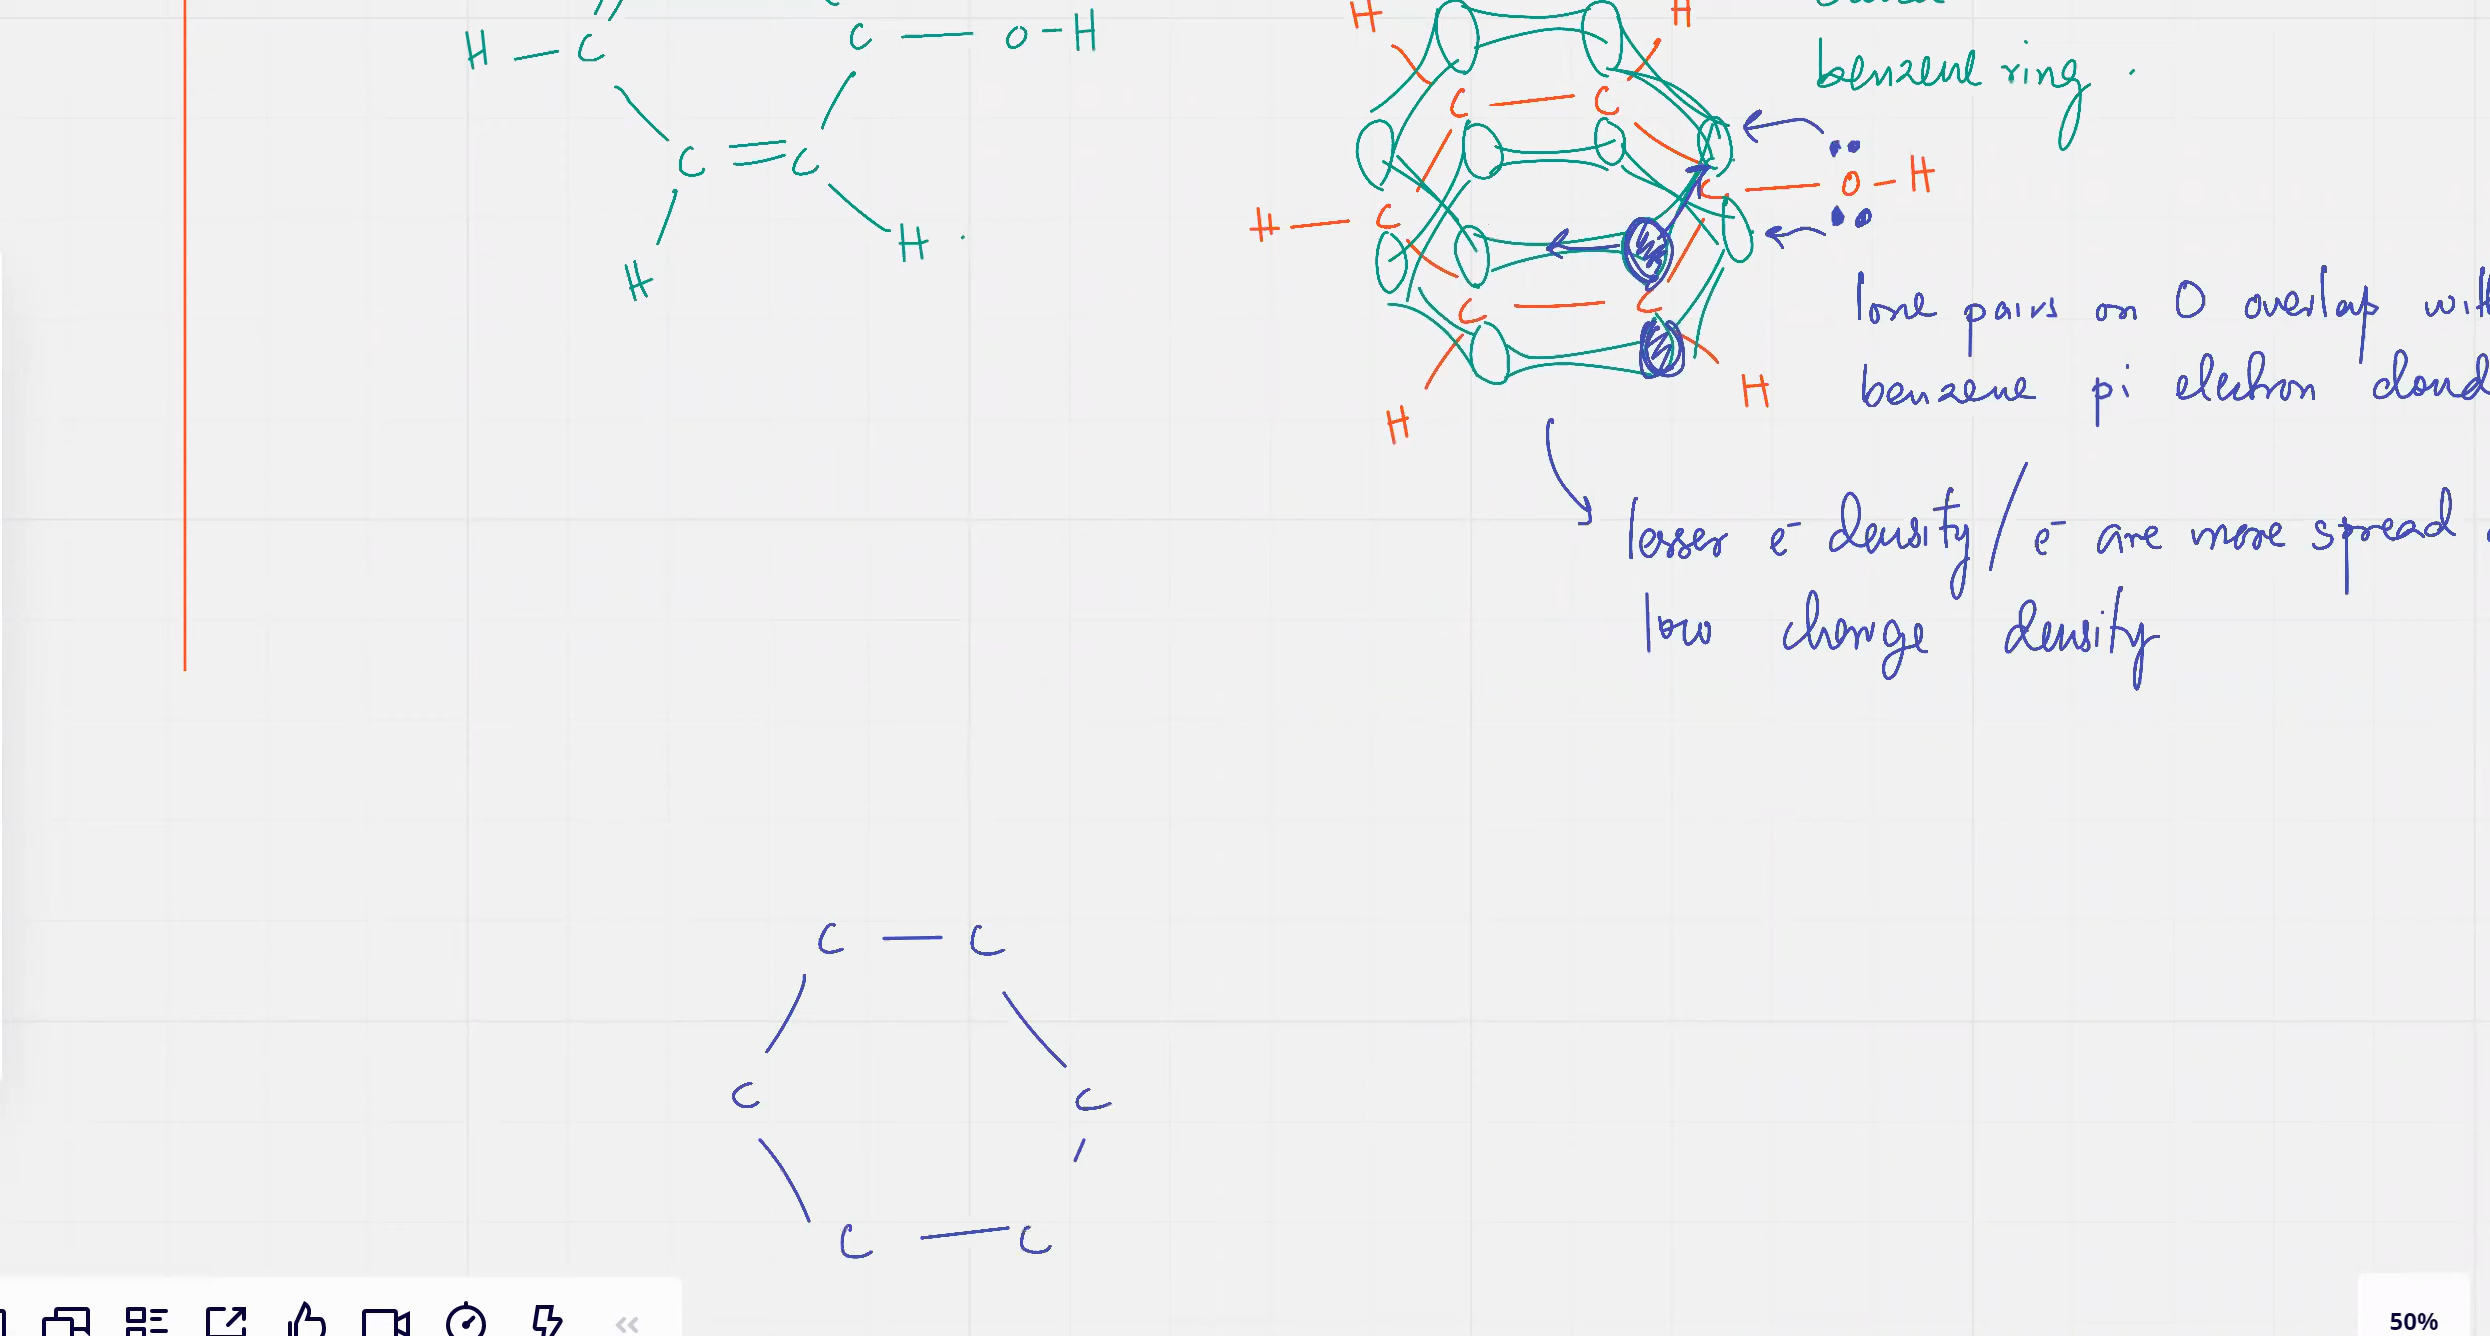 benzene ring.
H — C
C — O - H
C = C
H
H
H
H
C — C
C — O - H
H — C
C — C
H
H
lone pairs on O overlap
benzene pi electron cloud
lesser e⁻ density / e⁻ are more spread
low charge density
C — C
C
C
C — C
50%